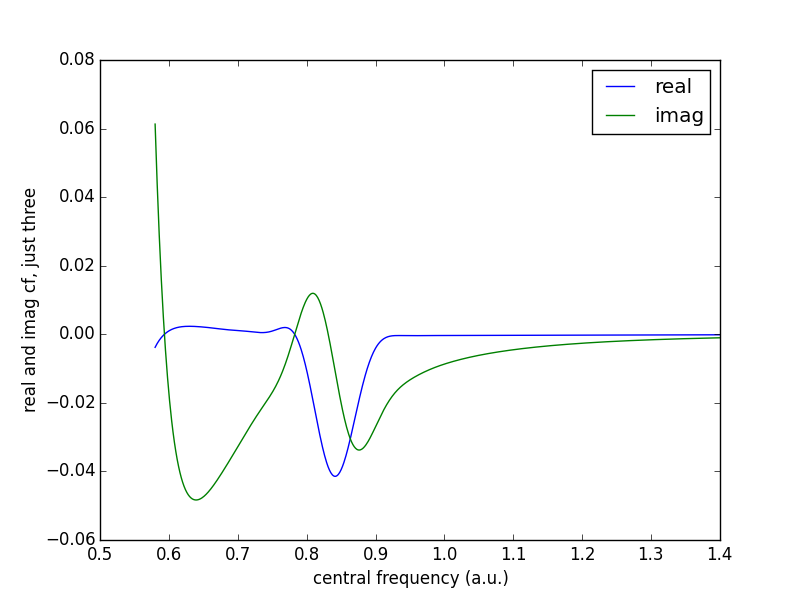 0.08
0.06
0.04
0.02
0.00
−0.02
−0.04
−0.06
real and imag cf, just three
real
imag
0.5 0.6 0.7 0.8 0.9 1.0 1.1 1.2 1.3 1.4
central frequency (a.u.)